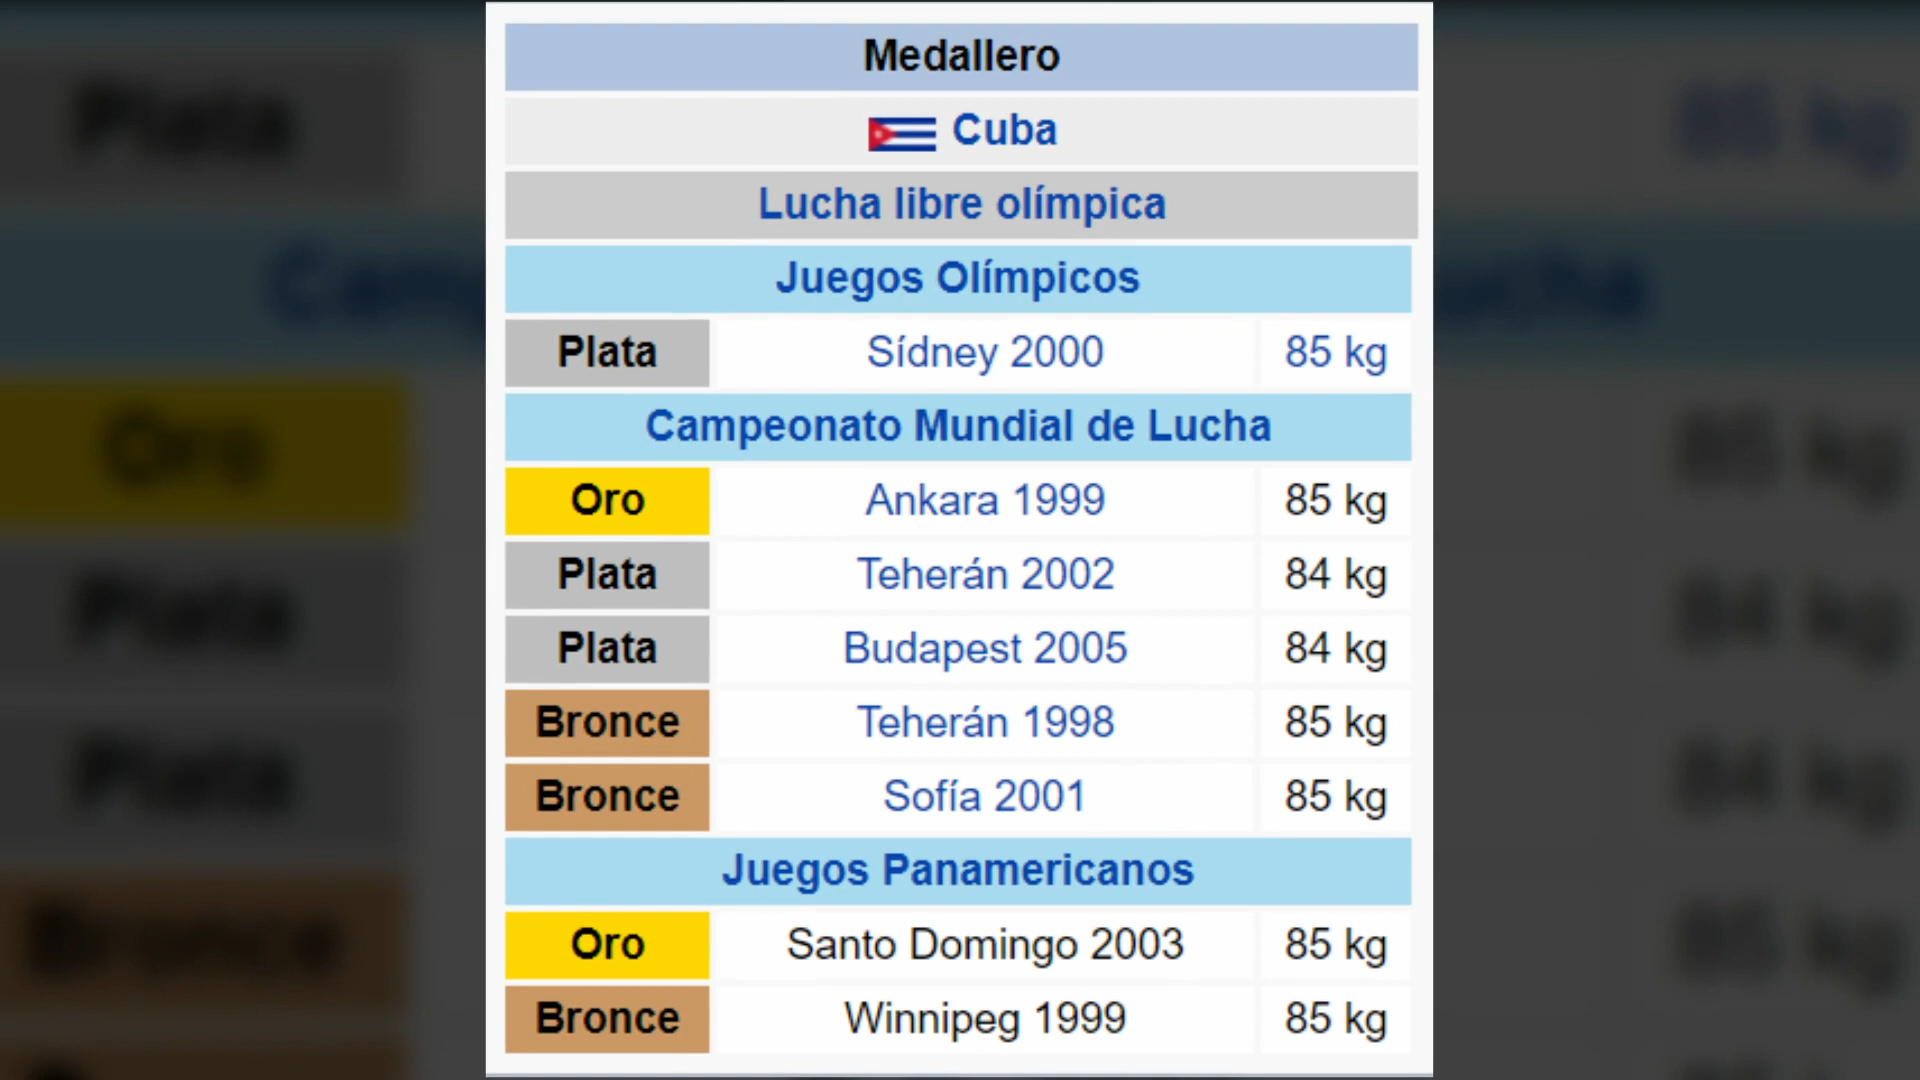 Medallero
Cuba
Lucha libre olímpica
Juegos Olímpicos
Plata Sídney 2000 85 kg
Campeonato Mundial de Lucha
Oro Ankara 1999 85 kg
Plata Teherán 2002 84 kg
Plata Budapest 2005 84 kg
Bronce Teherán 1998 85 kg
Bronce Sofía 2001 85 kg
Juegos Panamericanos
Oro Santo Domingo 2003 85 kg
Bronce Winnipeg 1999 85 kg